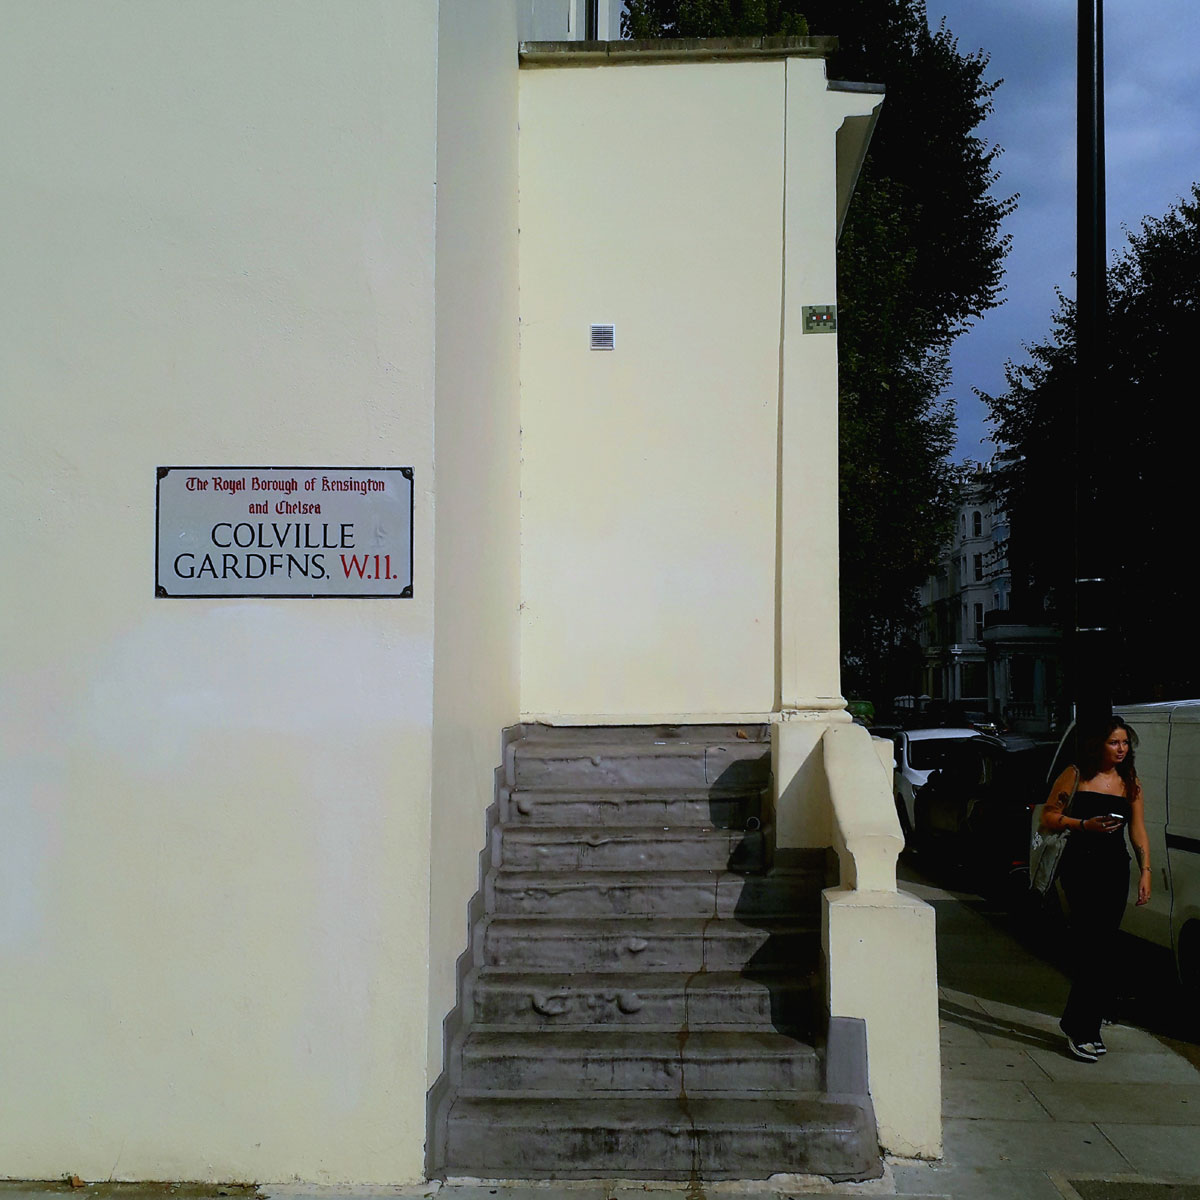 The Royal Borough of Kensington
and Chelsea
COLVILLE
GARDENS, W.11.